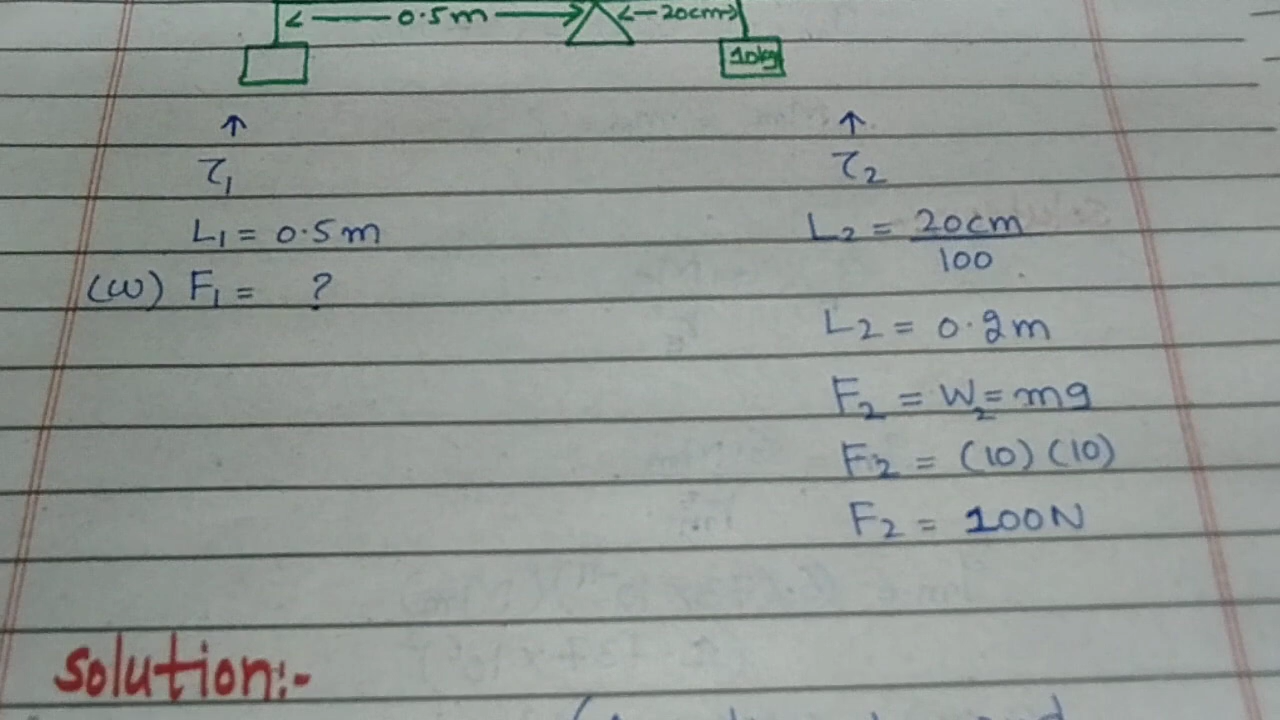 0.5m 20cm
10kg
↑ ↑
τ₁ τ₂
L₁ = 0.5m
(w) F₁ = ?
L₂ = 20cm
100
L₂ = 0.2m
F₂ = W₂ = mg
F₂ = (10)(10)
F₂ = 100N
Solution:-